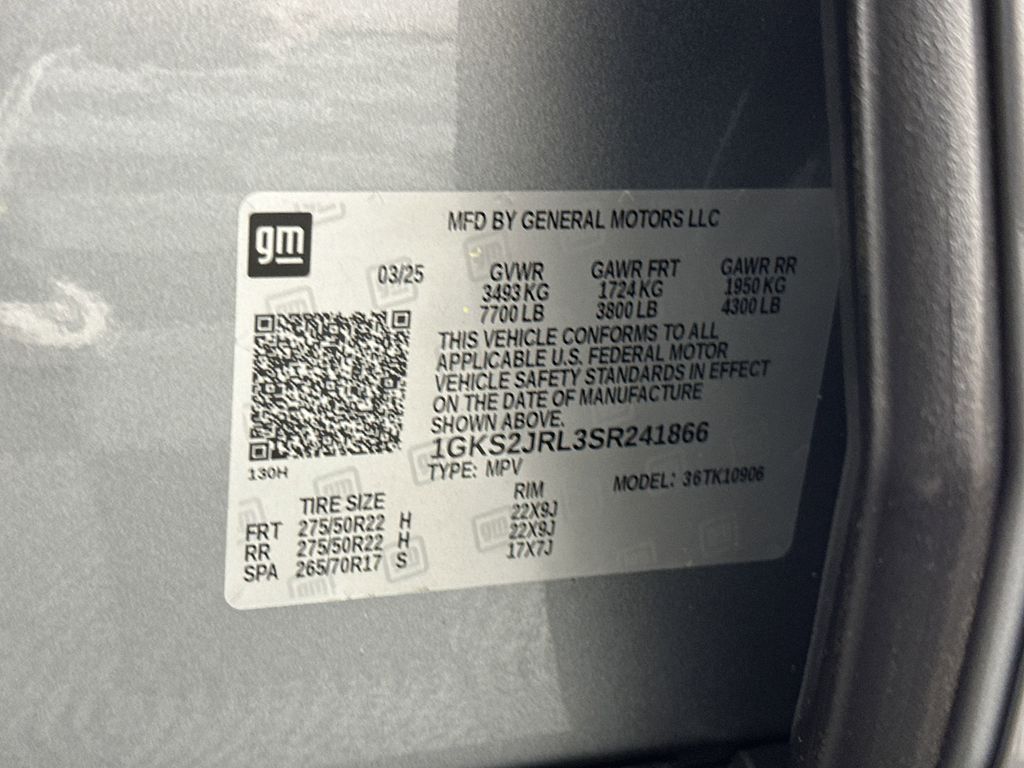 gm
MFD BY GENERAL MOTORS LLC
03/25 GVWR GAWR FRT GAWR RR
3493 KG 1724 KG 1950 KG
7700 LB 3800 LB 4300 LB
THIS VEHICLE CONFORMS TO ALL
APPLICABLE U.S. FEDERAL MOTOR
VEHICLE SAFETY STANDARDS IN EFFECT
ON THE DATE OF MANUFACTURE
SHOWN ABOVE.
1GKS2JRL3SR241866
130H
TYPE: MPV MODEL: 36TK10906
TIRE SIZE RIM
FRT 275/50R22 H 22X9J
RR 275/50R22 H 22X9J
SPA 265/70R17 S 17X7J